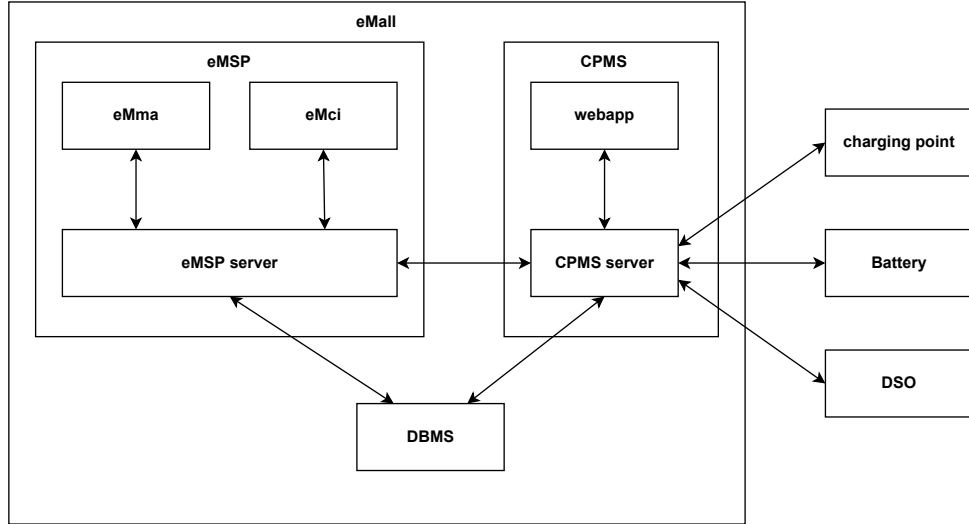 eMall
eMSP
CPMS
eMma
eMci
webapp
charging point
eMSP server
CPMS server
Battery
DSO
DBMS